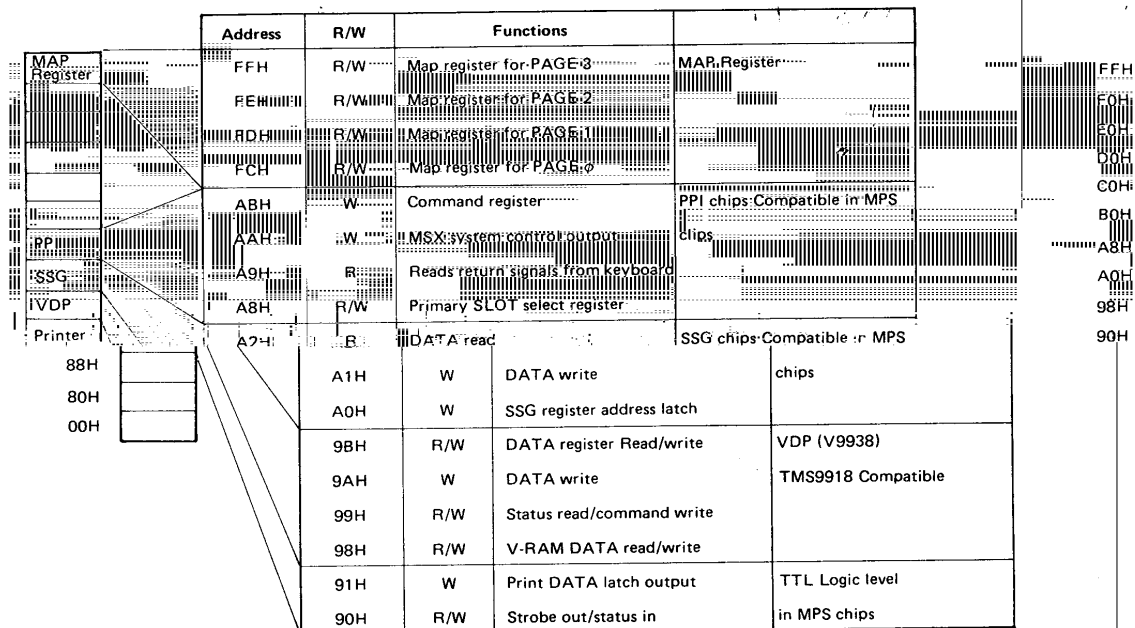 Address R/W Functions
MAP Register
FFH R/W Map register for PAGE 3 MAP Register
FEH R/W Map register for PAGE 2
FDH R/W Map register for PAGE 1
FCH R/W Map register for PAGE φ
ABH W Command register PPI chips Compatible in MPS
AAH W MSX system control output clips
A9H R Reads return signals from keyboard
A8H R/W Primary SLOT select register
A2H R DATA read SSG chips Compatible in MPS
A1H W DATA write chips
A0H W SSG register address latch
9BH R/W DATA register Read/write VDP (V9938)
9AH W DATA write TMS9918 Compatible
99H R/W Status read/command write
98H R/W V-RAM DATA read/write
91H W Print DATA latch output TTL Logic level
90H R/W Strobe out/status in in MPS chips
PPI
SSG
VDP
Printer
88H
80H
00H
FFH
F0H
E0H
D0H
C0H
B0H
A8H
A0H
98H
90H